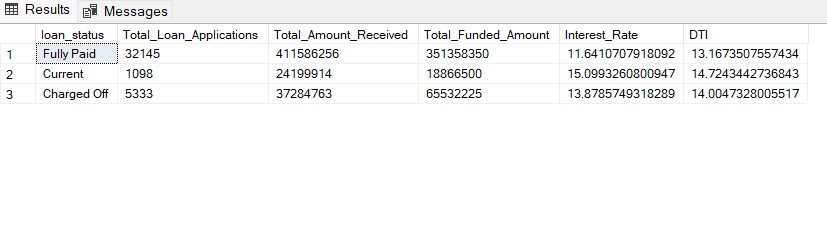 Results Messages
loan_status Total_Loan_Applications Total_Amount_Received Total_Funded_Amount Interest_Rate DTI
1 Fully Paid 32145 411586256 351358350 11.6410707918092 13.1673507557434
2 Current 1098 24199914 18866500 15.0993260800947 14.7243442736843
3 Charged Off 5333 37284763 65532225 13.8785749318289 14.0047328005517